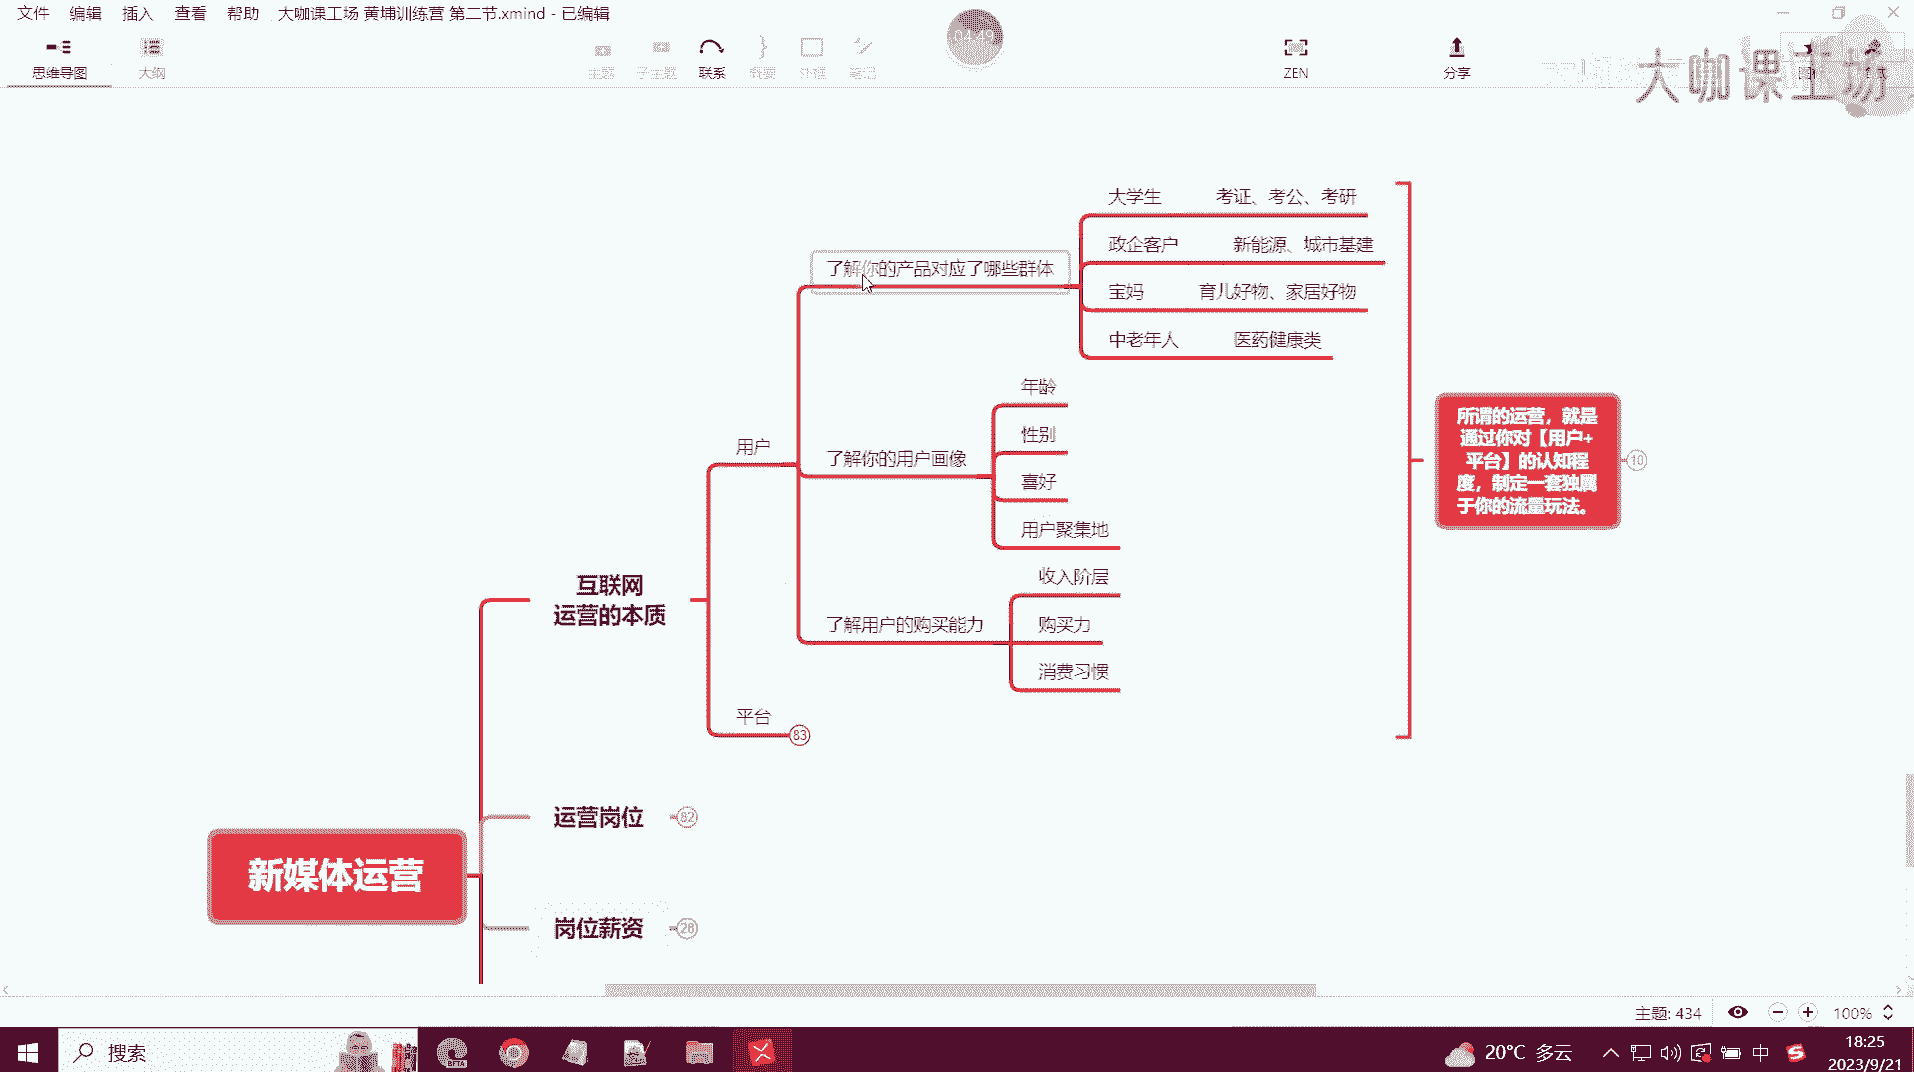 文件 编辑 插入 查看 帮助 大咖课工场 黄埔训练营 第二节.xmind - 已编辑
思维导图 大纲 主题 子主题 联系 概要 外框 笔记 04:49 ZEN 分享
大咖课工场
大学生 考证、考公、考研
政企客户 新能源、城市基建
了解你的产品对应了哪些群体
宝妈 育儿好物、家居好物
中老年人 医药健康类
年龄
性别
用户
了解你的用户画像
喜好
用户聚集地
所谓的运营，就是
通过你对【用户+
平台】的认知程
度，制定一套独属
于你的流量玩法。
10
互联网
运营的本质
收入阶层
了解用户的购买能力
购买力
消费习惯
平台 83
运营岗位 82
新媒体运营
岗位薪资 28
主题: 434 100%
搜索 BETA 20°C 多云 中 18:25
2023/9/21